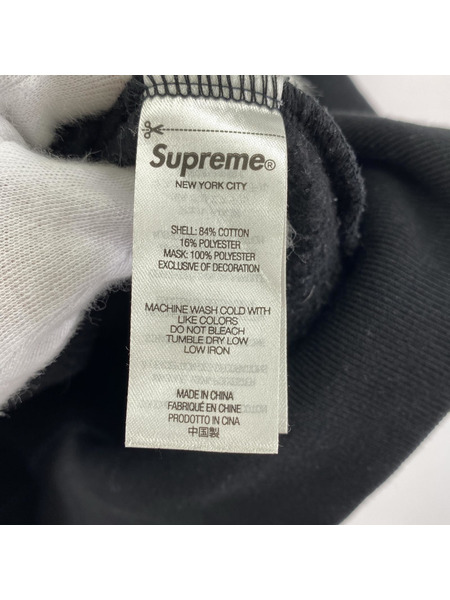 Supreme®
NEW YORK CITY
SHELL: 84% COTTON
16% POLYESTER
MASK: 100% POLYESTER
EXCLUSIVE OF DECORATION
MACHINE WASH COLD WITH
LIKE COLORS
DO NOT BLEACH
TUMBLE DRY LOW
LOW IRON
MADE IN CHINA
FABRIQUÉ EN CHINE
PRODOTTO IN CINA
中国製